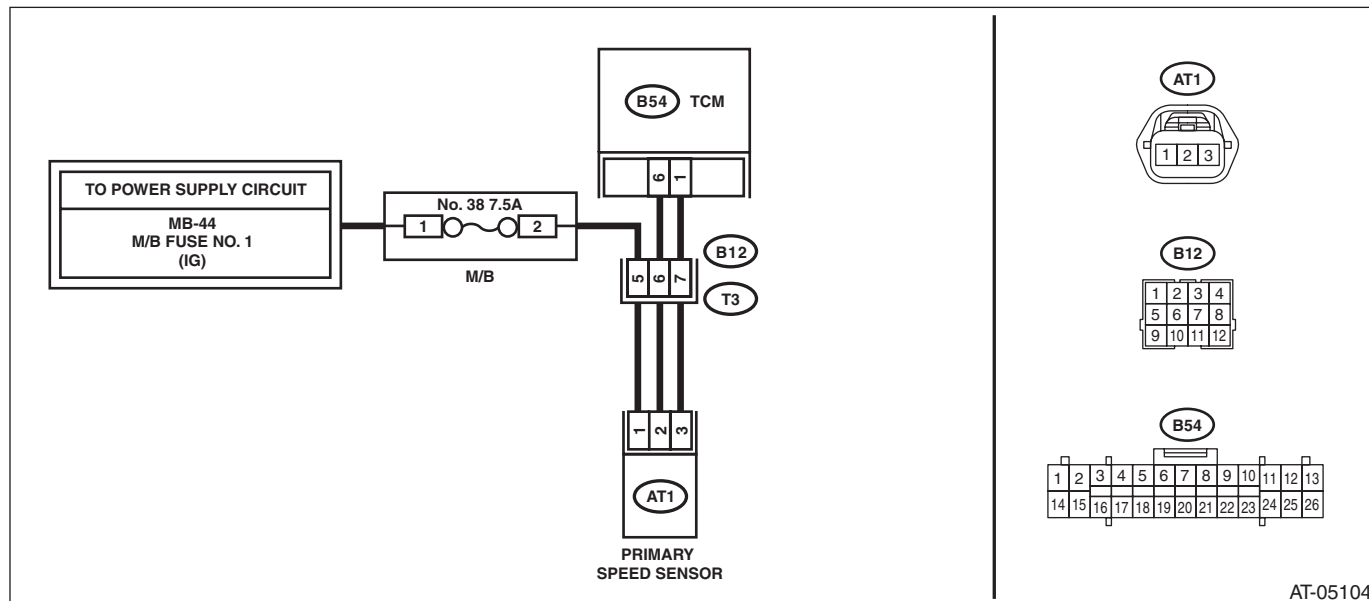 B54 TCM
6 1
TO POWER SUPPLY CIRCUIT
MB-44
M/B FUSE NO. 1
(IG)
No. 38 7.5A
1 2
M/B
5 6 7
B12
T3
1 2 3
AT1
PRIMARY
SPEED SENSOR
AT1
1 2 3
B12
1 2 3 4
5 6 7 8
9 10 11 12
B54
1 2 3 4 5 6 7 8 9 10 11 12 13
14 15 16 17 18 19 20 21 22 23 24 25 26
AT-05104